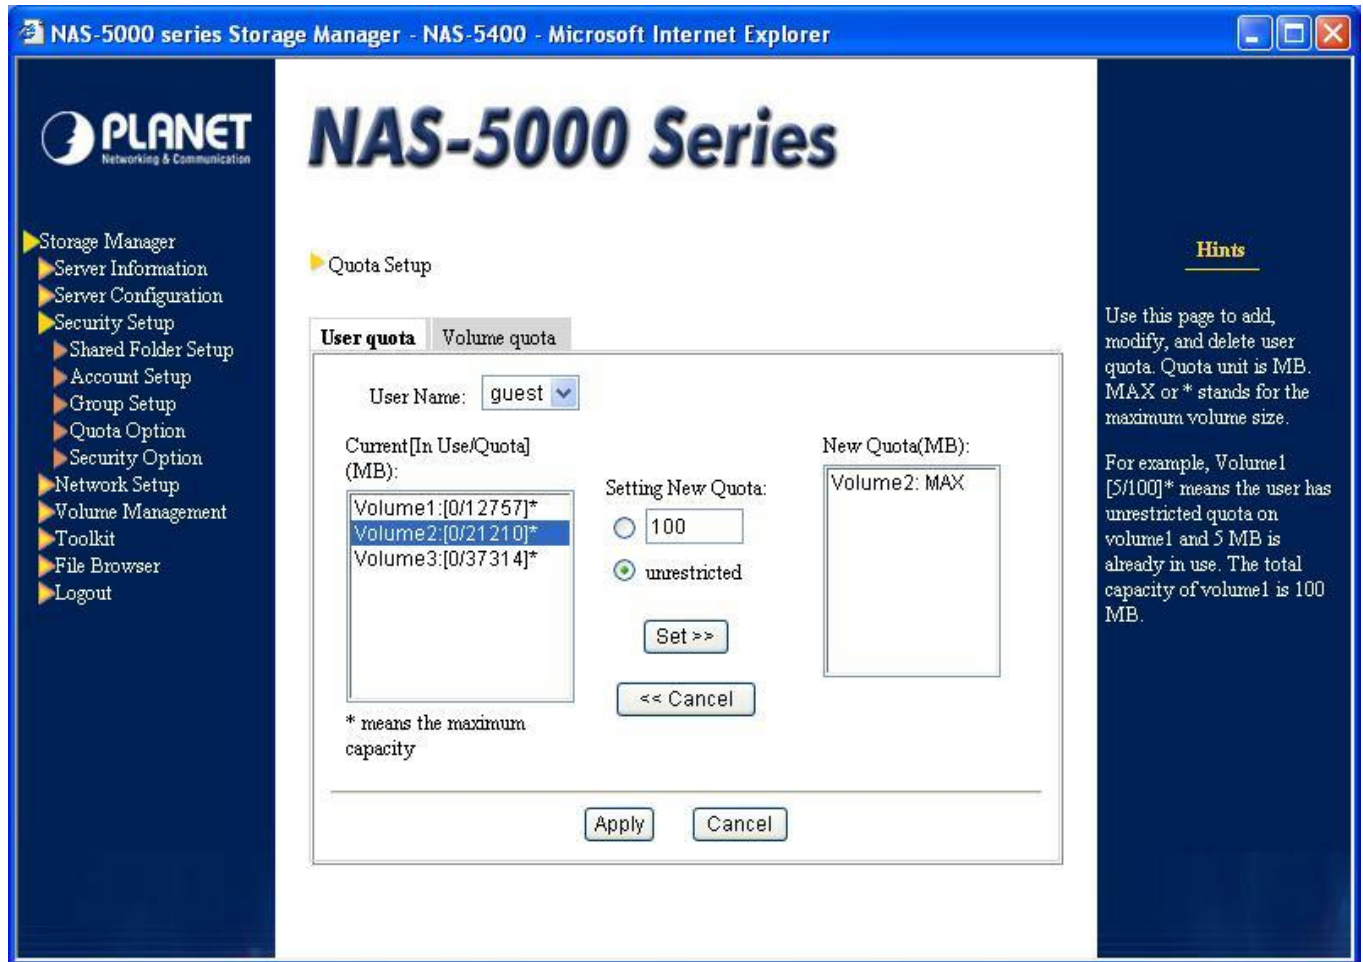 NAS-5000 series Storage Manager - NAS-5400 - Microsoft Internet Explorer
PLANET
Networking & Communication
NAS-5000 Series
Storage Manager
Server Information
Server Configuration
Security Setup
Shared Folder Setup
Account Setup
Group Setup
Quota Option
Security Option
Network Setup
Volume Management
Toolkit
File Browser
Logout
Quota Setup
User quota
Volume quota
User Name:
guest
Current[In Use/Quota]
(MB):
Volume1:[0/12757]*
Volume2:[0/21210]*
Volume3:[0/37314]*
* means the maximum
capacity
Setting New Quota:
100
unrestricted
Set >>
<< Cancel
New Quota(MB):
Volume2: MAX
Apply
Cancel
Hints
Use this page to add,
modify, and delete user
quota. Quota unit is MB.
MAX or * stands for the
maximum volume size.
For example, Volume1
[5/100]* means the user has
unrestricted quota on
volume1 and 5 MB is
already in use. The total
capacity of volume1 is 100
MB.